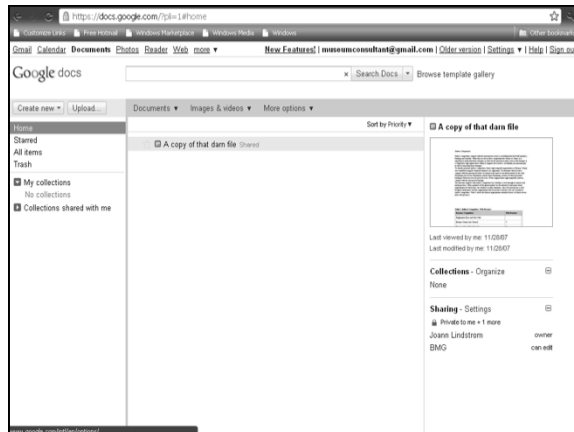 https://docs.google.com/?pli=1#home
Customize Links Free Hotmail Windows Marketplace Windows Media Windows Other bookmarks
Gmail Calendar Documents Photos Reader Web more ▼ New Features! | museumconsultant@gmail.com | Older version | Settings ▼ | Help | Sign ou
Google docs × Search Docs ▼ Browse template gallery
Create new ▼ Upload... Documents ▼ Images & videos ▼ More options ▼
Home Sort by Priority ▼ A copy of that darn file
Starred
All items A copy of that darn file Shared
Trash
My collections
No collections
Collections shared with me
Last viewed by me: 11/28/07
Last modified by me: 11/28/07
Collections - Organize
None
Sharing - Settings
Private to me + 1 more
Joann Lindstrom owner
BMG can edit